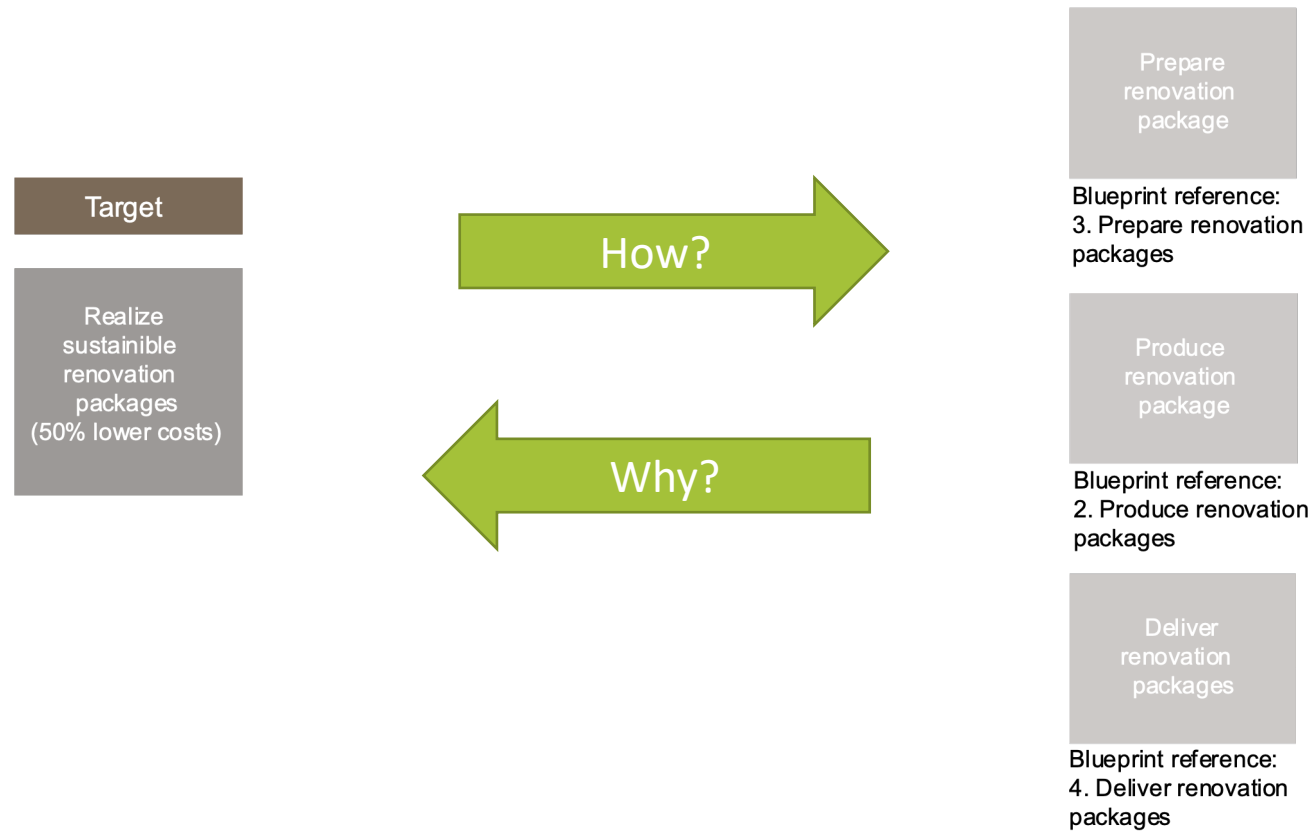 Target
Realize
sustainible
renovation
packages
(50% lower costs)
How?
Why?
Prepare
renovation
package
Blueprint reference:
3. Prepare renovation
packages
Produce
renovation
package
Blueprint reference:
2. Produce renovation
packages
Deliver
renovation
packages
Blueprint reference:
4. Deliver renovation
packages